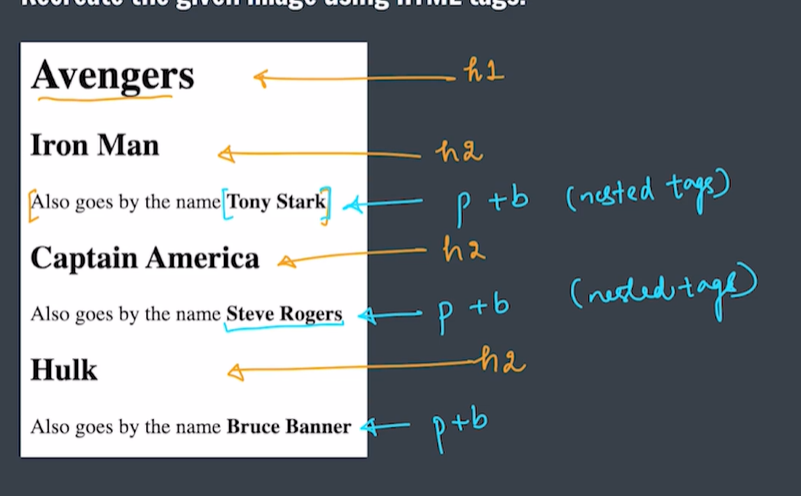 Recreate the given image using HTML tags.
Avengers h1
Iron Man h2
Also goes by the name [Tony Stark] p + b (nested tags)
Captain America h2
Also goes by the name Steve Rogers p + b (nested tags)
Hulk h2
Also goes by the name Bruce Banner p+b